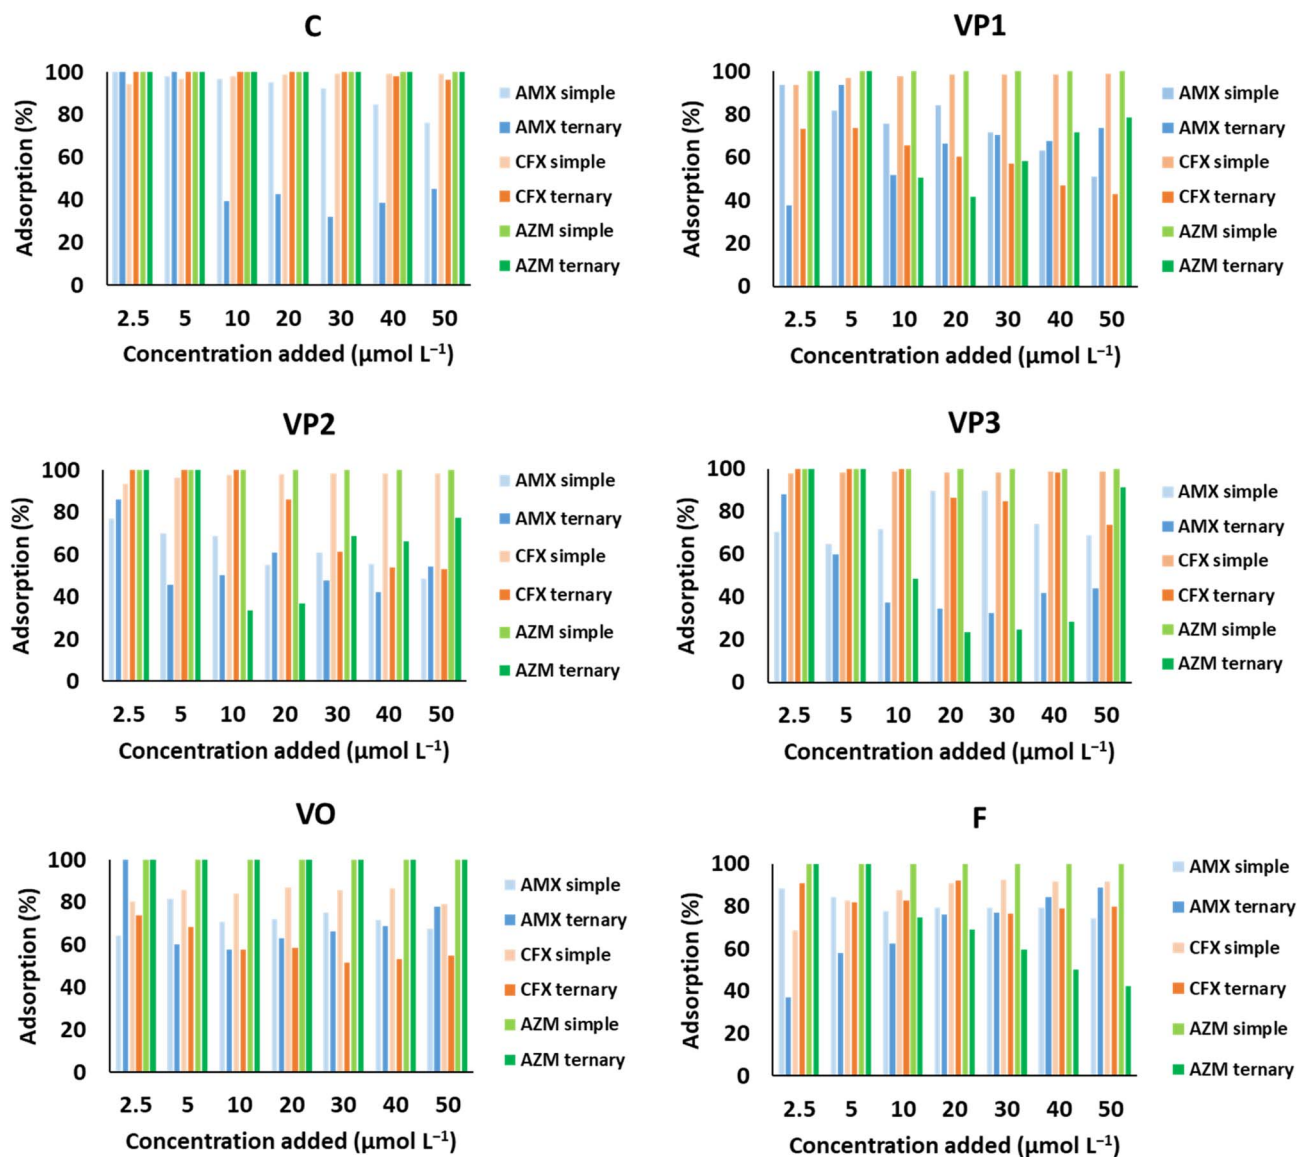 C
Adsorption (%)
100
80
60
40
20
0
2.5 5 10 20 30 40 50
Concentration added (µmol L⁻¹)
AMX simple
AMX ternary
CFX simple
CFX ternary
AZM simple
AZM ternary
VP1
Adsorption (%)
100
80
60
40
20
0
2.5 5 10 20 30 40 50
Concentration added (µmol L⁻¹)
AMX simple
AMX ternary
CFX simple
CFX ternary
AZM simple
AZM ternary
VP2
Adsorption (%)
100
80
60
40
20
0
2.5 5 10 20 30 40 50
Concentration added (µmol L⁻¹)
AMX simple
AMX ternary
CFX simple
CFX ternary
AZM simple
AZM ternary
VP3
Adsorption (%)
100
80
60
40
20
0
2.5 5 10 20 30 40 50
Concentration added (µmol L⁻¹)
AMX simple
AMX ternary
CFX simple
CFX ternary
AZM simple
AZM ternary
VO
Adsorption (%)
100
80
60
40
20
0
2.5 5 10 20 30 40 50
Concentration added (µmol L⁻¹)
AMX simple
AMX ternary
CFX simple
CFX ternary
AZM simple
AZM ternary
F
Adsorption (%)
100
80
60
40
20
0
2.5 5 10 20 30 40 50
Concentration added (µmol L⁻¹)
AMX simple
AMX ternary
CFX simple
CFX ternary
AZM simple
AZM ternary